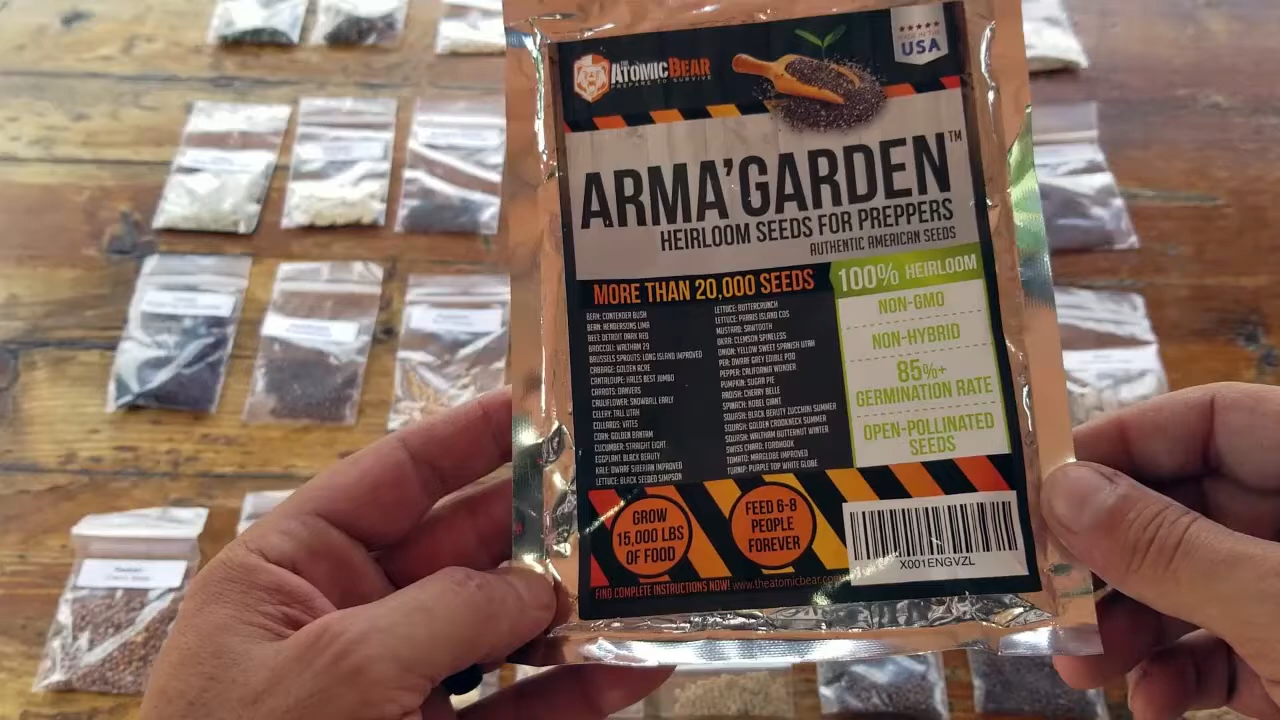 THE
ATOMICBEAR
PREPARE TO SURVIVE
★★★★★
MADE IN THE
USA
ARMA'GARDEN™
HEIRLOOM SEEDS FOR PREPPERS
AUTHENTIC AMERICAN SEEDS
MORE THAN 20,000 SEEDS
BEAN: CONTENDER BUSH
BEAN: HENDERSONS LIMA
BEET: DETROIT DARK RED
BROCCOLI: WALTHAM 29
BRUSSELS SPROUTS: LONG ISLAND IMPROVED
CABBAGE: GOLDEN ACRE
CANTALOUPE: HALES BEST JUMBO
CARROTS: DANVERS
CAULIFLOWER: SNOWBALL EARLY
CELERY: TALL UTAH
COLLARDS: VATES
CORN: GOLDEN BANTAM
CUCUMBER: STRAIGHT EIGHT
EGGPLANT: BLACK BEAUTY
KALE: DWARF SIBERIAN IMPROVED
LETTUCE: BLACK SEEDED SIMPSON
LETTUCE: BUTTERCRUNCH
LETTUCE: PARRIS ISLAND COS
MUSTARD: SAWTOOTH
OKRA: CLEMSON SPINELESS
ONION: YELLOW SWEET SPANISH UTAH
PEA: DWARF GREY EDIBLE POD
PEPPER: CALIFORNIA WONDER
PUMPKIN: SUGAR PIE
RADISH: CHERRY BELLE
SPINACH: NOBEL GIANT
SQUASH: BLACK BEAUTY ZUCCHINI SUMMER
SQUASH: GOLDEN CROOKNECK SUMMER
SQUASH: WALTHAM BUTTERNUT WINTER
SWISS CHARD: FORDHOOK
TOMATO: MARGLOBE IMPROVED
TURNIP: PURPLE TOP WHITE GLOBE
100% HEIRLOOM
NON-GMO
NON-HYBRID
85%+
GERMINATION RATE
OPEN-POLLINATED
SEEDS
GROW
15,000 LBS
OF FOOD
FEED 6-8
PEOPLE
FOREVER
X001ENGVZL
FIND COMPLETE INSTRUCTIONS NOW! www.theatomicbear.com